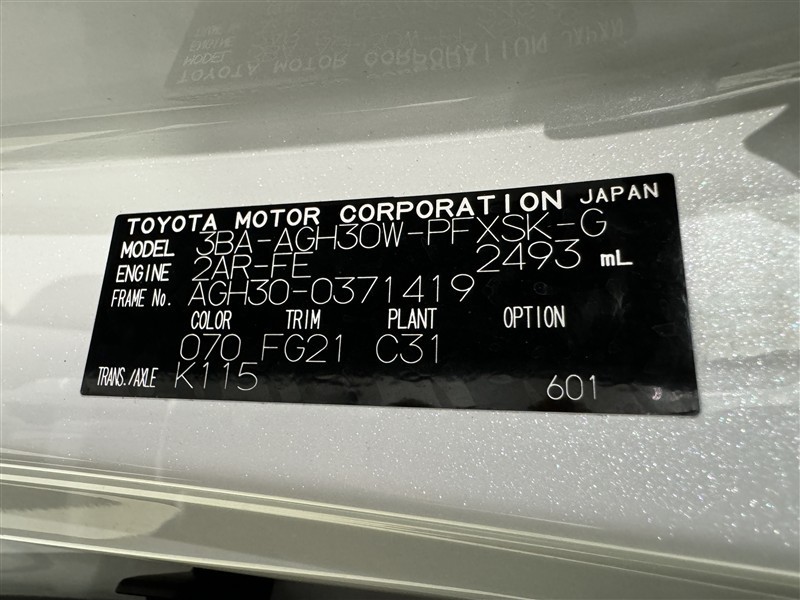 TOYOTA MOTOR CORPORATION JAPAN
MODEL 3BA-AGH30W-PFXSK-G
ENGINE 2AR-FE 2493 mL
FRAME No. AGH30-0371419
COLOR TRIM PLANT OPTION
070 FG21 C31
TRANS./AXLE K115
601